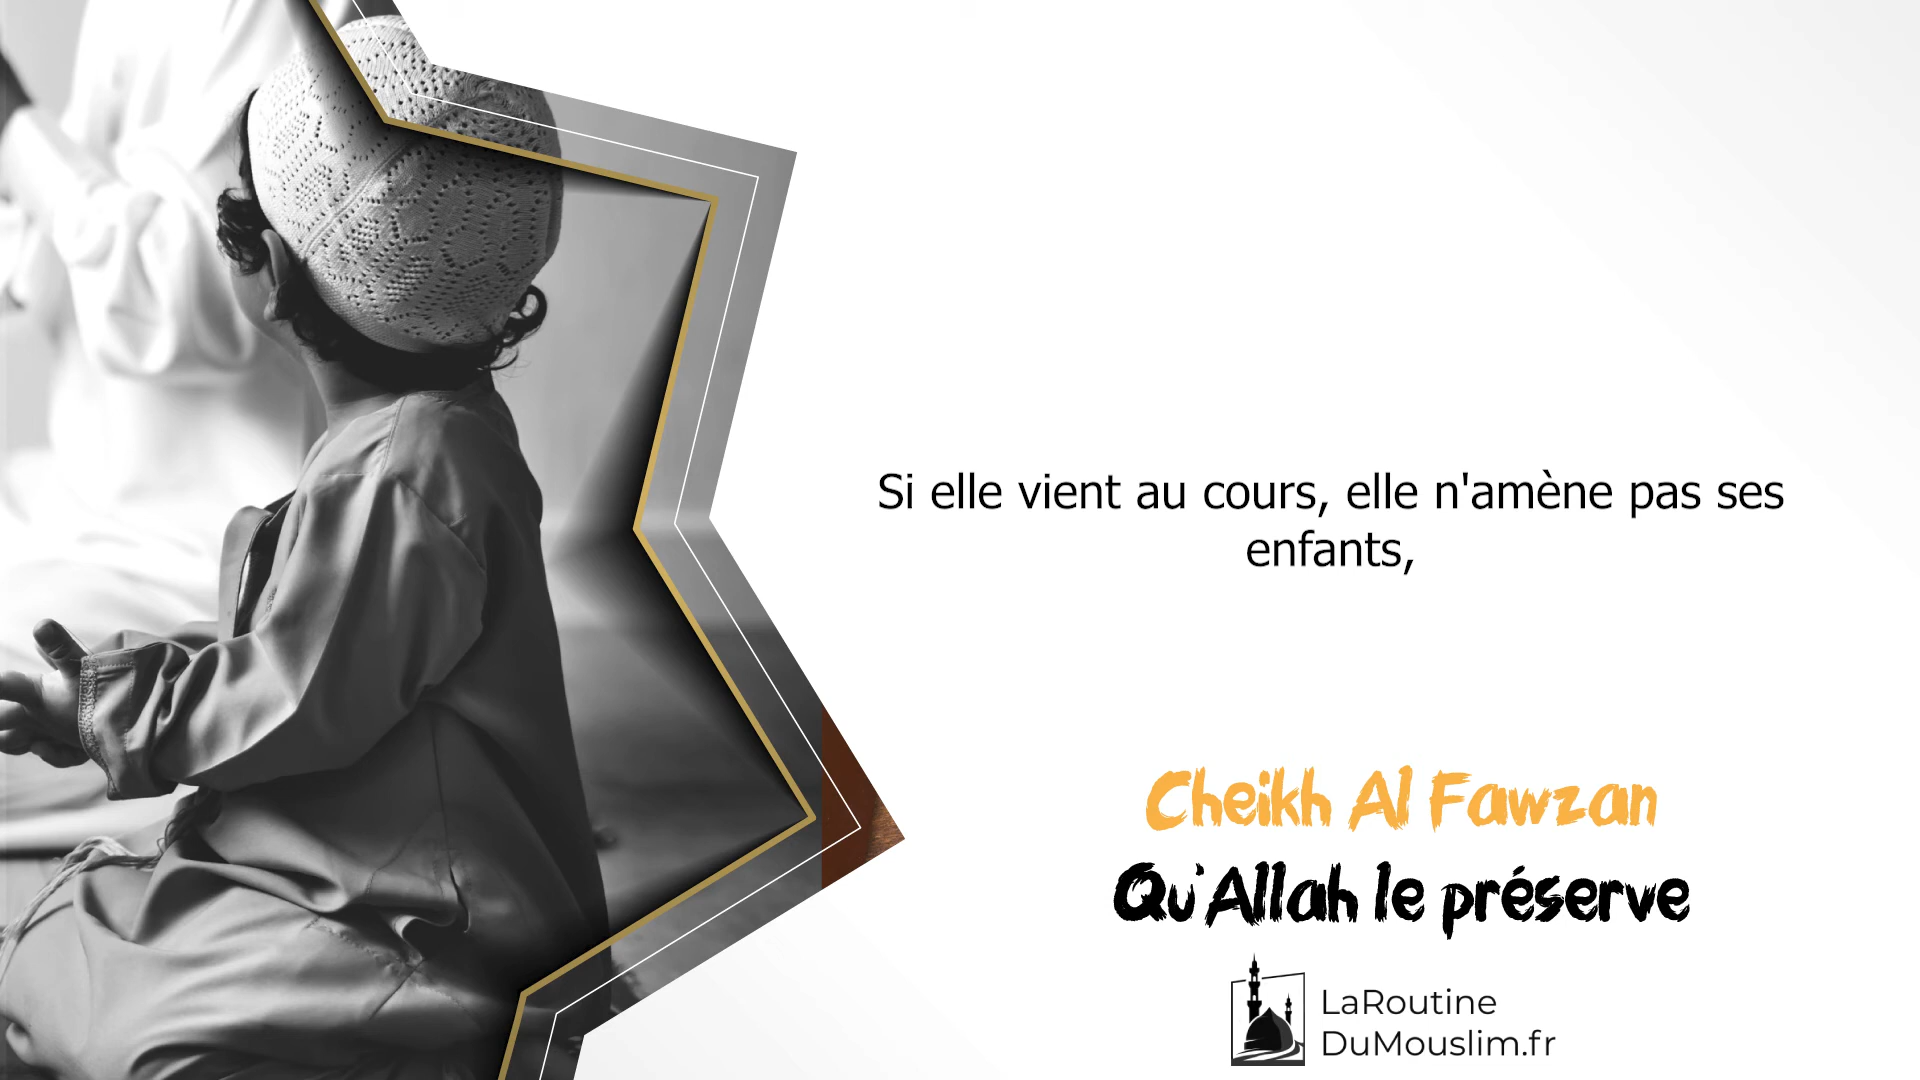 Si elle vient au cours, elle n'amène pas ses
enfants,
Cheikh Al Fawzan
Qu'Allah le préserve
LaRoutine
DuMouslim.fr